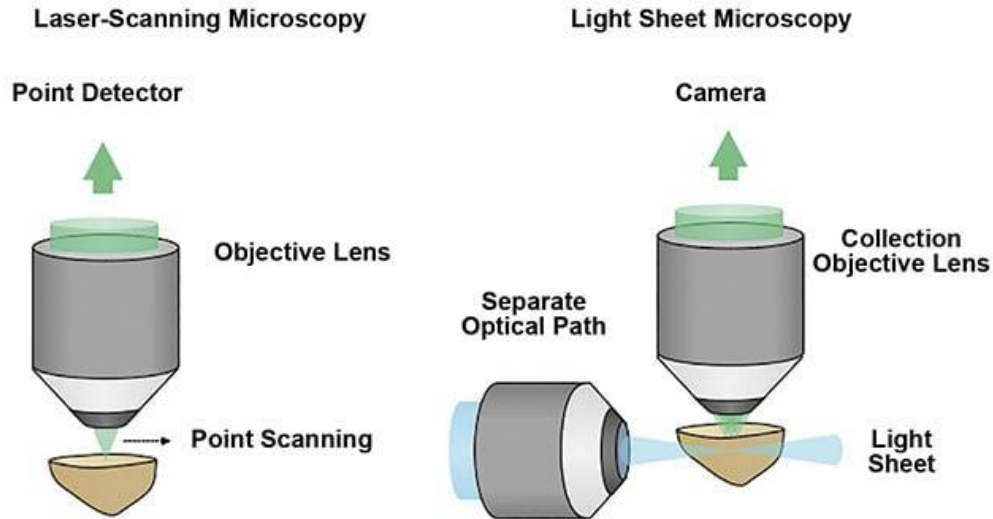 Laser-Scanning Microscopy
Point Detector
Objective Lens
Point Scanning
Light Sheet Microscopy
Camera
Collection
Objective Lens
Separate
Optical Path
Light
Sheet